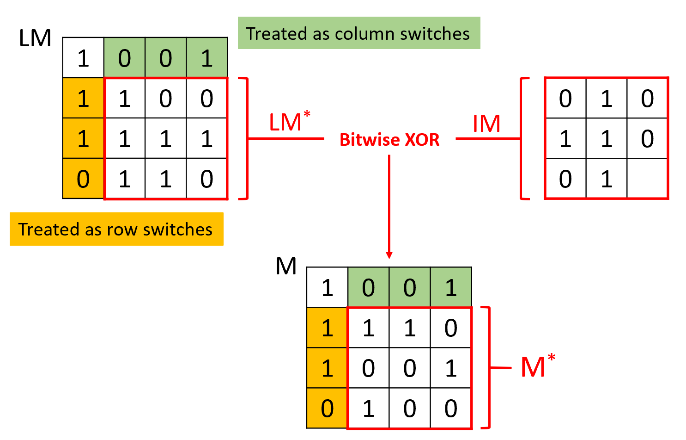 LM
Treated as column switches
1 0 0 1
1 1 0 0
1 1 1 1
0 1 1 0
LM*
Bitwise XOR
IM
0 1 0
1 1 0
0 1
Treated as row switches
M
1 0 0 1
1 1 1 0
1 0 0 1
0 1 0 0
M*